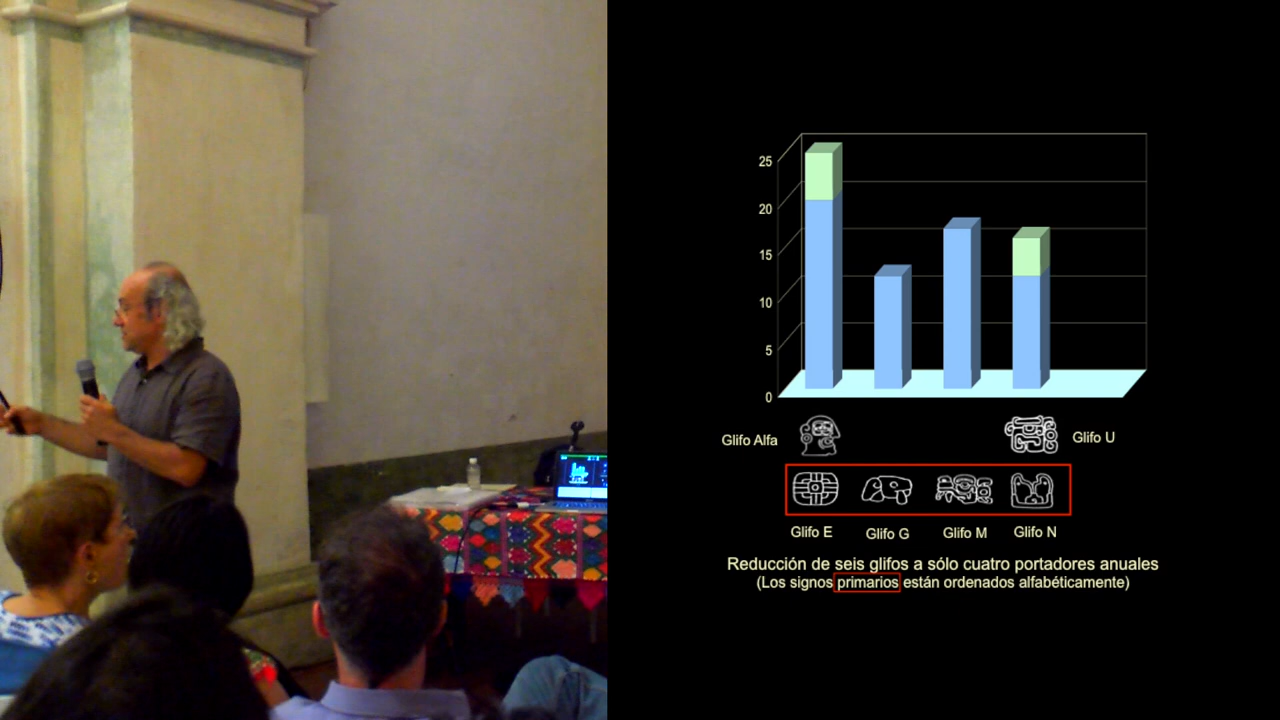 25
20
15
10
5
0
Glifo Alfa
Glifo U
Glifo E
Glifo G
Glifo M
Glifo N
Reducción de seis glifos a sólo cuatro portadores anuales
(Los signos primarios están ordenados alfabéticamente)